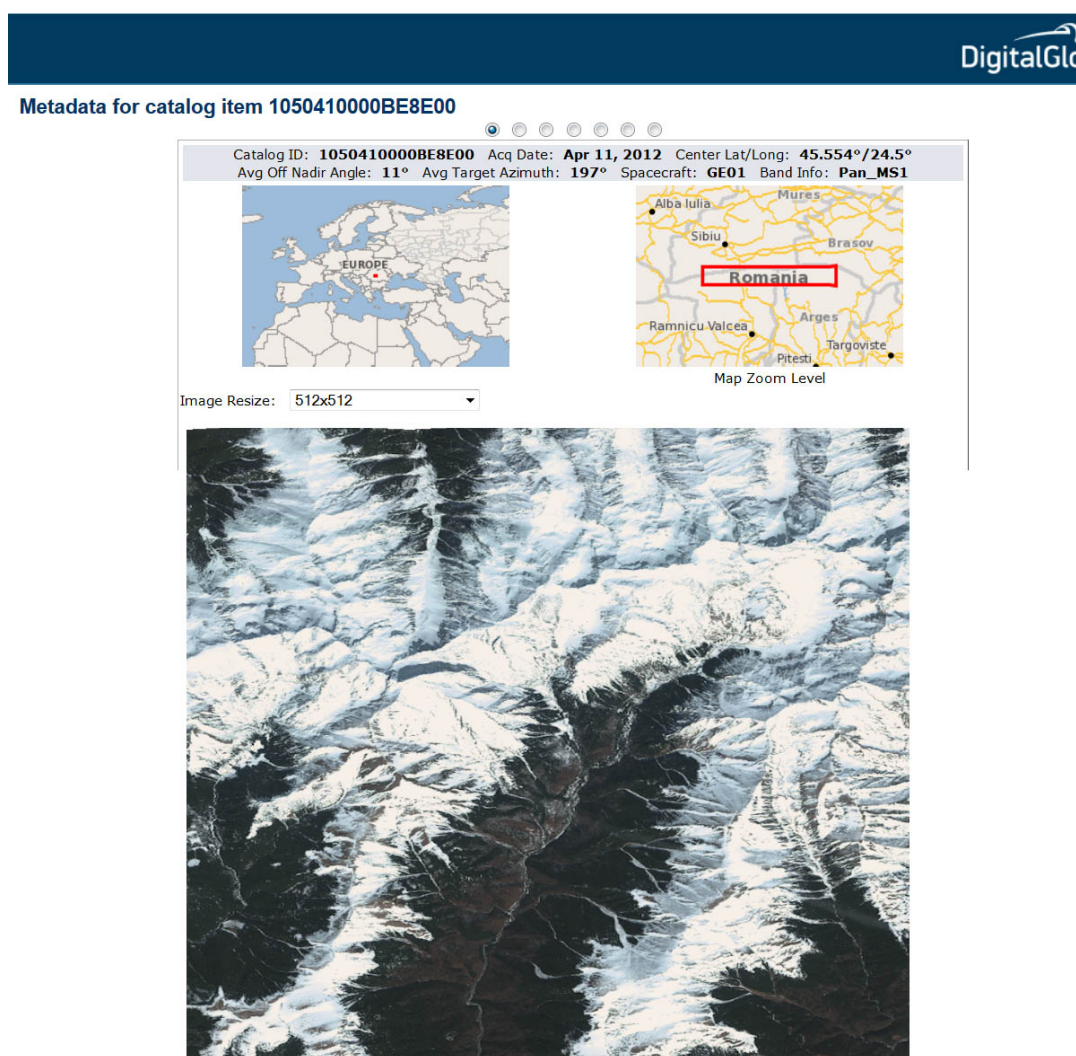 DigitalGlo
Metadata for catalog item 1050410000BE8E00
Catalog ID: 1050410000BE8E00 Acq Date: Apr 11, 2012 Center Lat/Long: 45.554°/24.5°
Avg Off Nadir Angle: 11° Avg Target Azimuth: 197° Spacecraft: GE01 Band Info: Pan_MS1
EUROPE
Alba Iulia
Mures
Sibiu
Brasov
Romania
Arges
Ramnicu Valcea
Targoviste
Pitesti
Map Zoom Level
Image Resize: 512x512